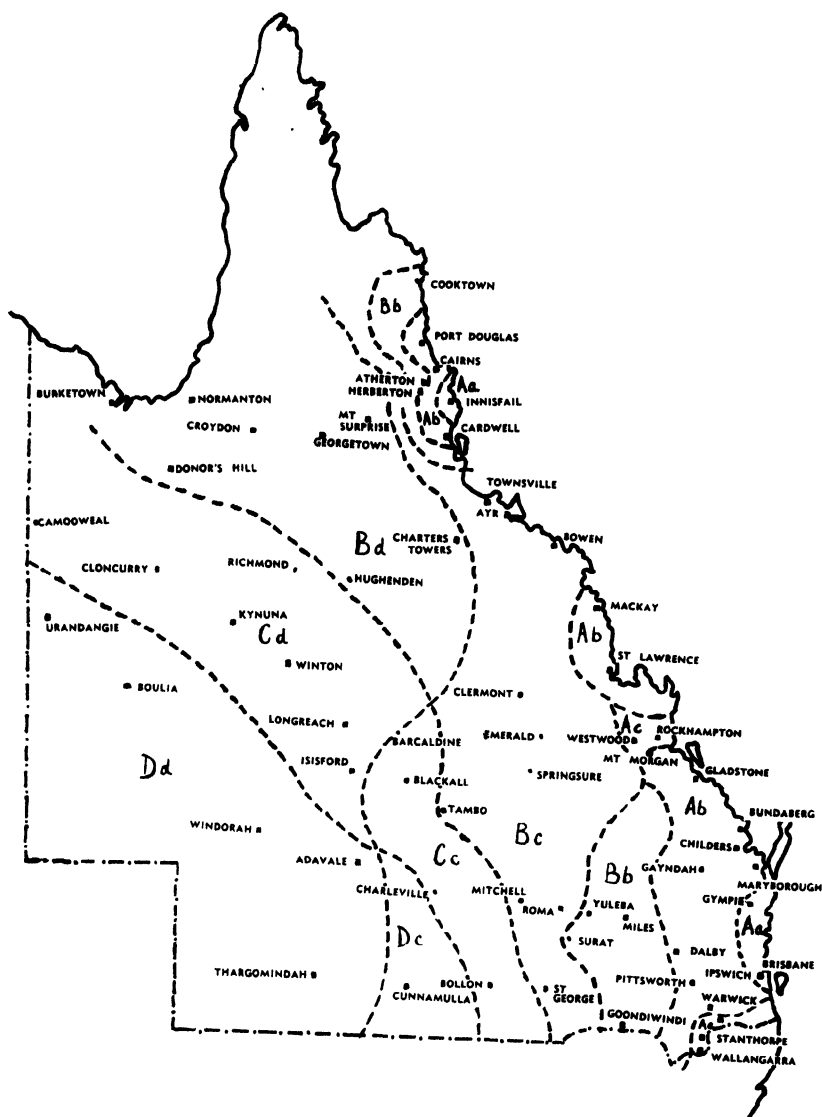 COOKTOWN
Bb
PORT DOUGLAS
CAIRNS
ATHERTON
HERBERTON
Aa
INNISFAIL
BURKETOWN
NORMANTON
CROYDON
MT
SURPRISE
GEORGETOWN
Ab
CARDWELL
DONOR'S HILL
TOWNSVILLE
AYR
CAMOOWEAL
BOWEN
Bd
CHARTERS
TOWERS
CLONCURRY
RICHMOND
HUGHENDEN
MACKAY
URANDANGIE
KYNUNA
Cd
Ab
WINTON
ST LAWRENCE
BOULIA
CLERMONT
LONGREACH
Ac
BARCALDINE
EMERALD
WESTWOOD
ROCKHAMPTON
ISISFORD
MT MORGAN
GLADSTONE
Dd
BLACKALL
SPRINGSURE
TAMBO
Ab
BUNDABERG
WINDORAH
Bc
CHILDERS
ADAVALE
Cc
Bb
GAYNDAH
MARYBOROUGH
CHARLEVILLE
MITCHELL
GYMPIE
ROMA
YULEBA
MILES
Aa
Dc
SURAT
DALBY
BRISBANE
THARGOMINDAH
BOLLON
CUNNAMULLA
ST
GEORGE
PITTSWORTH
IPSWICH
WARWICK
GOONDIWINDI
STANTHORPE
WALLANGARRA